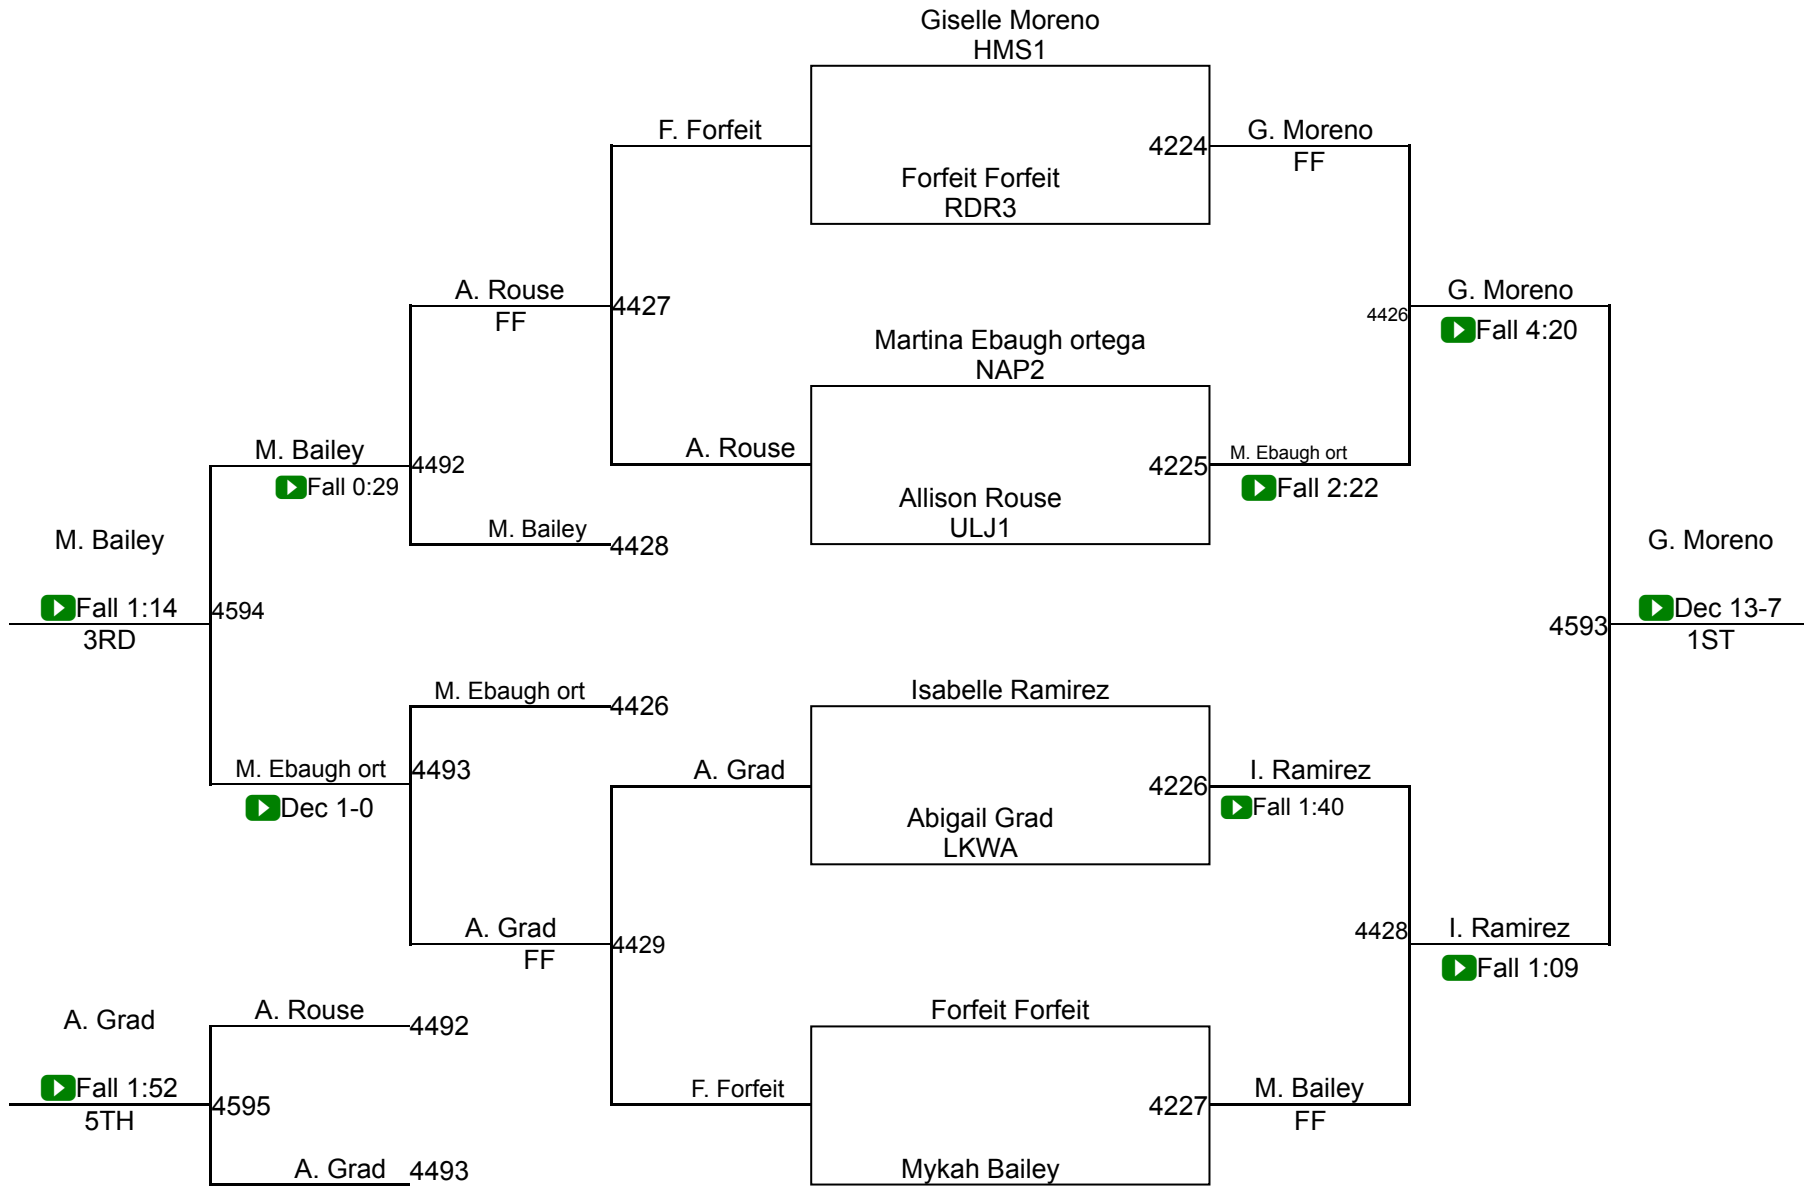 Giselle Moreno
HMS1
F. Forfeit
4224
G. Moreno
FF
Forfeit Forfeit
RDR3
A. Rouse
FF
4427
G. Moreno
4426
Fall 4:20
Martina Ebaugh ortega
NAP2
M. Bailey
Fall 0:29
4492
A. Rouse
4225
M. Ebaugh ort
Fall 2:22
Allison Rouse
ULJ1
M. Bailey
4428
M. Bailey
Fall 1:14
3RD
4594
G. Moreno
4593
Dec 13-7
1ST
M. Ebaugh ort
4426
Isabelle Ramirez
M. Ebaugh ort
Dec 1-0
4493
A. Grad
4226
I. Ramirez
Fall 1:40
Abigail Grad
LKWA
A. Grad
FF
4429
4428
I. Ramirez
Fall 1:09
A. Grad
Fall 1:52
5TH
A. Rouse
4492
Forfeit Forfeit
4595
F. Forfeit
4227
M. Bailey
FF
A. Grad
4493
Mykah Bailey